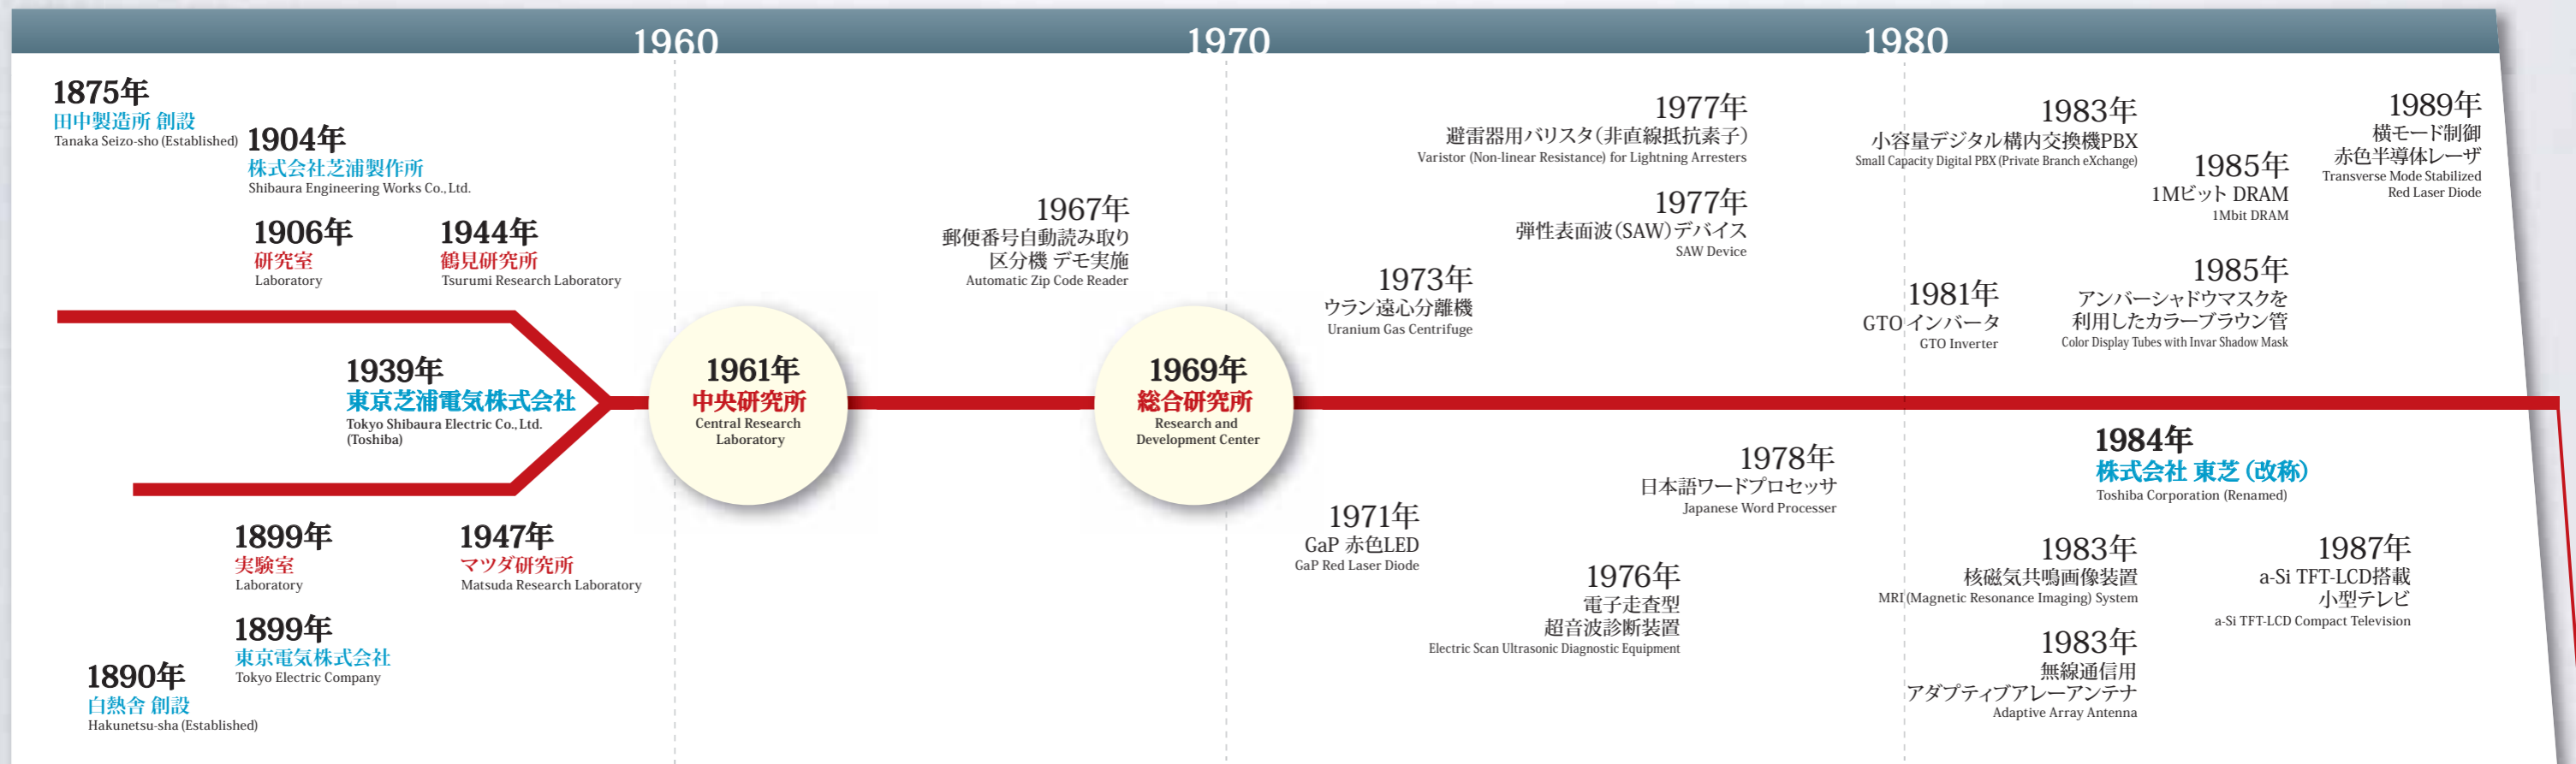 1960
1970
1980
1875年
田中製造所 創設
Tanaka Seizo-sho (Established)
1904年
株式会社芝浦製作所
Shibaura Engineering Works Co., Ltd.
1906年
研究室
Laboratory
1944年
鶴見研究所
Tsurumi Research Laboratory
1939年
東京芝浦電気株式会社
Tokyo Shibaura Electric Co., Ltd.
(Toshiba)
1899年
実験室
Laboratory
1947年
マツダ研究所
Matsuda Research Laboratory
1899年
東京電気株式会社
Tokyo Electric Company
1890年
白熱舎 創設
Hakunetsu-sha (Established)
1961年
中央研究所
Central Research
Laboratory
1967年
郵便番号自動読み取り
区分機 デモ実施
Automatic Zip Code Reader
1969年
総合研究所
Research and
Development Center
1977年
避雷器用バリスタ（非直線抵抗素子）
Varistor (Non-linear Resistance) for Lightning Arresters
1977年
弾性表面波（SAW）デバイス
SAW Device
1973年
ウラン遠心分離機
Uranium Gas Centrifuge
1978年
日本語ワードプロセッサ
Japanese Word Processer
1971年
GaP 赤色LED
GaP Red Laser Diode
1976年
電子走査型
超音波診断装置
Electric Scan Ultrasonic Diagnostic Equipment
1983年
小容量デジタル構内交換機PBX
Small Capacity Digital PBX (Private Branch eXchange)
1985年
1Mビット DRAM
1Mbit DRAM
1989年
横モード制御
赤色半導体レーザ
Transverse Mode Stabilized
Red Laser Diode
1981年
GTO インバータ
GTO Inverter
1985年
アンバーシャドウマスクを
利用したカラーブラウン管
Color Display Tubes with Invar Shadow Mask
1984年
株式会社 東芝（改称）
Toshiba Corporation (Renamed)
1983年
核磁気共鳴画像装置
MRI (Magnetic Resonance Imaging) System
1987年
a-Si TFT-LCD搭載
小型テレビ
a-Si TFT-LCD Compact Television
1983年
無線通信用
アダプティブアレーアンテナ
Adaptive Array Antenna